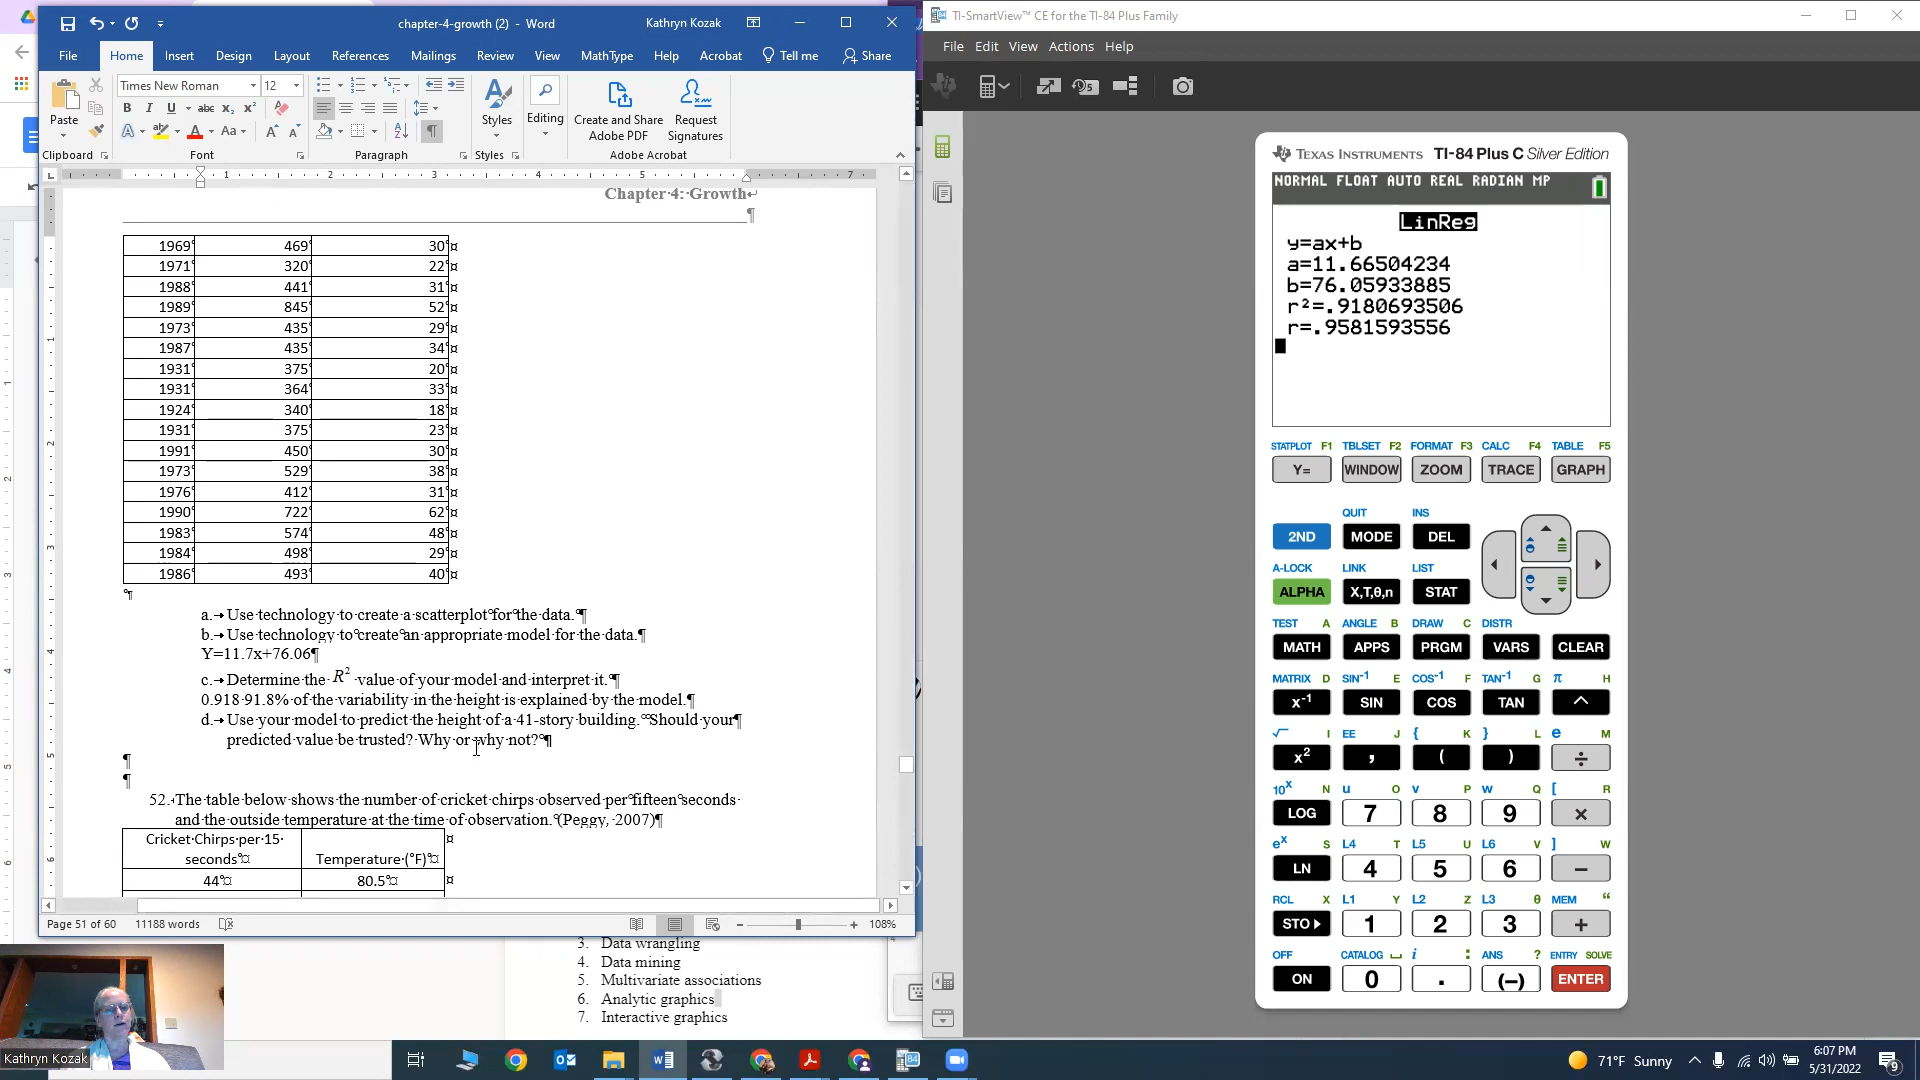 chapter-4-growth (2) - Word
Kathryn Kozak
File Home Insert Design Layout References Mailings Review View MathType Help Acrobat Tell me Share
Times New Roman 12
Paste
Styles
Editing
Create and Share
Adobe PDF
Request
Signatures
Clipboard Font Paragraph Styles Adobe Acrobat
Chapter 4: Growth
1969 469 30
1971 320 22
1988 441 31
1989 845 52
1973 435 29
1987 435 34
1931 375 20
1931 364 33
1924 340 18
1931 375 23
1991 450 30
1973 529 38
1976 412 31
1990 722 62
1983 574 48
1984 498 29
1986 493 40
a. Use technology to create a scatterplot for the data.
b. Use technology to create an appropriate model for the data.
Y=11.7x+76.06
c. Determine the R² value of your model and interpret it.
0.918 91.8% of the variability in the height is explained by the model.
d. Use your model to predict the height of a 41-story building. Should your
predicted value be trusted? Why or why not?
52. The table below shows the number of cricket chirps observed per fifteen seconds
and the outside temperature at the time of observation. (Peggy, 2007)
Cricket Chirps per 15
seconds Temperature (°F)
44 80.5
Page 51 of 60 11188 words 108%
3. Data wrangling
4. Data mining
5. Multivariate associations
6. Analytic graphics
7. Interactive graphics
Kathryn Kozak
TI-SmartView™ CE for the TI-84 Plus Family
File Edit View Actions Help
TEXAS INSTRUMENTS TI-84 Plus C Silver Edition
NORMAL FLOAT AUTO REAL RADIAN MP
LinReg
y=ax+b
a=11.66504234
b=76.05933885
r²=.9180693506
r=.9581593556
STATPLOT F1 TBLSET F2 FORMAT F3 CALC F4 TABLE F5
Y= WINDOW ZOOM TRACE GRAPH
QUIT INS
2ND MODE DEL
A-LOCK LINK LIST
ALPHA X,T,θ,n STAT
TEST A ANGLE B DRAW C DISTR
MATH APPS PRGM VARS CLEAR
MATRIX D SIN⁻¹ E COS⁻¹ F TAN⁻¹ G π H
x⁻¹ SIN COS TAN ^
√ I EE J { K } L e M
x² , ( ) ÷
10ˣ N u O v P w Q [ R
LOG 7 8 9 ×
eˣ S L4 T L5 U L6 V ] W
LN 4 5 6 −
RCL X L1 Y L2 Z L3 θ MEM "
STO 1 2 3 +
OFF CATALOG i : ANS ? ENTRY SOLVE
ON 0 . (−) ENTER
71°F Sunny
6:07 PM
5/31/2022